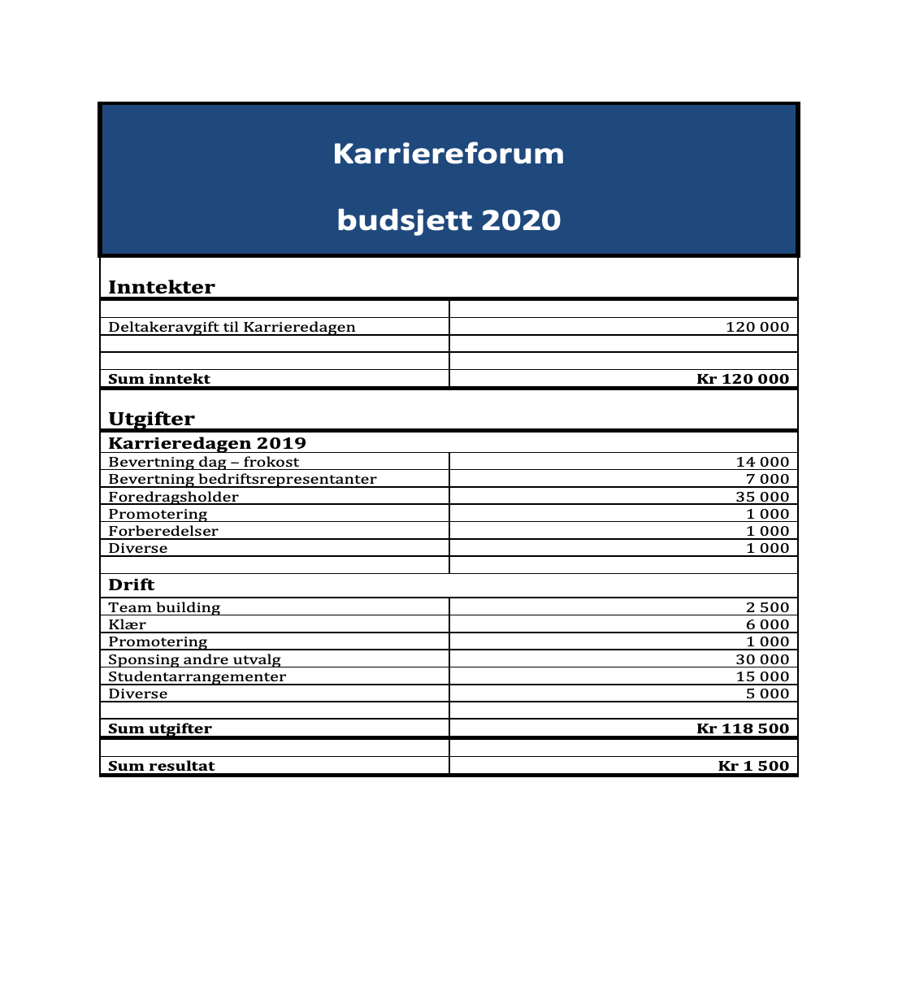 Karriereforum
budsjett 2020
Inntekter
Deltakeravgift til Karrieredagen 120 000
Sum inntekt Kr 120 000
Utgifter
Karrieredagen 2019
Bevertning dag – frokost 14 000
Bevertning bedriftsrepresentanter 7 000
Foredragsholder 35 000
Promotering 1 000
Forberedelser 1 000
Diverse 1 000
Drift
Team building 2 500
Klær 6 000
Promotering 1 000
Sponsing andre utvalg 30 000
Studentarrangementer 15 000
Diverse 5 000
Sum utgifter Kr 118 500
Sum resultat Kr 1 500